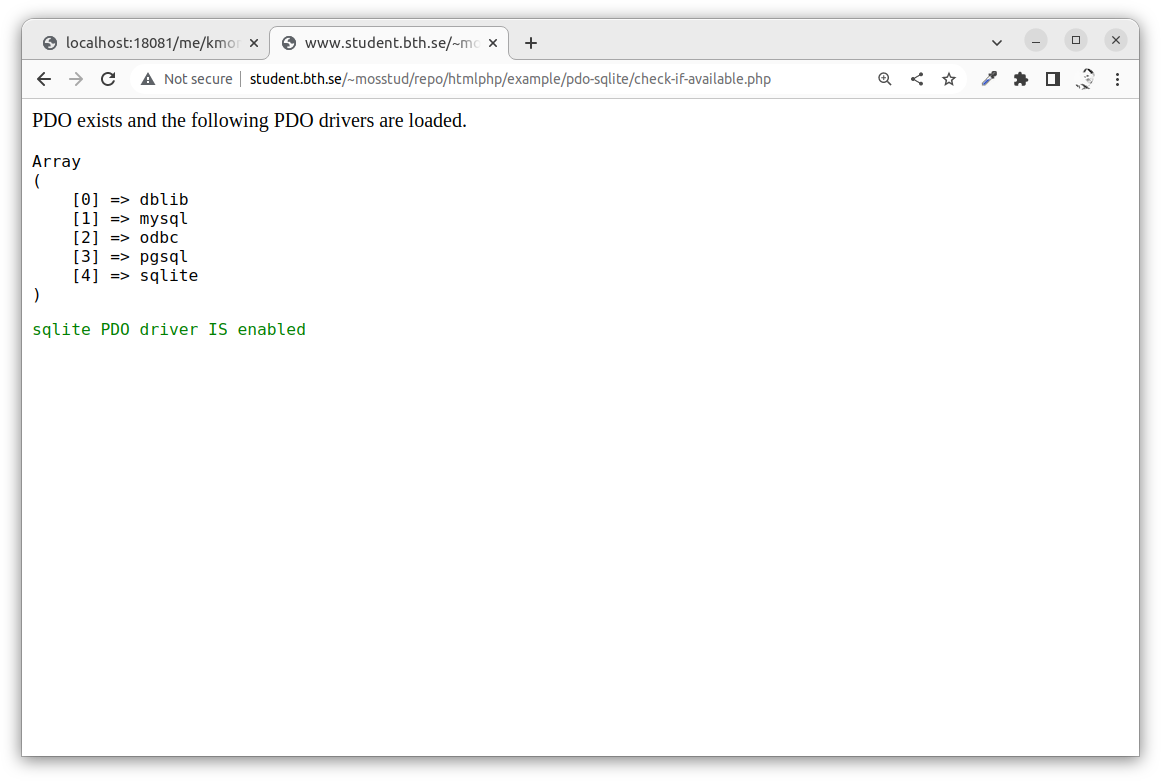 localhost:18081/me/kmor
www.student.bth.se/~mo
Not secure | student.bth.se/~mosstud/repo/htmlphp/example/pdo-sqlite/check-if-available.php
PDO exists and the following PDO drivers are loaded.
Array
(
    [0] => dblib
    [1] => mysql
    [2] => odbc
    [3] => pgsql
    [4] => sqlite
)
sqlite PDO driver IS enabled